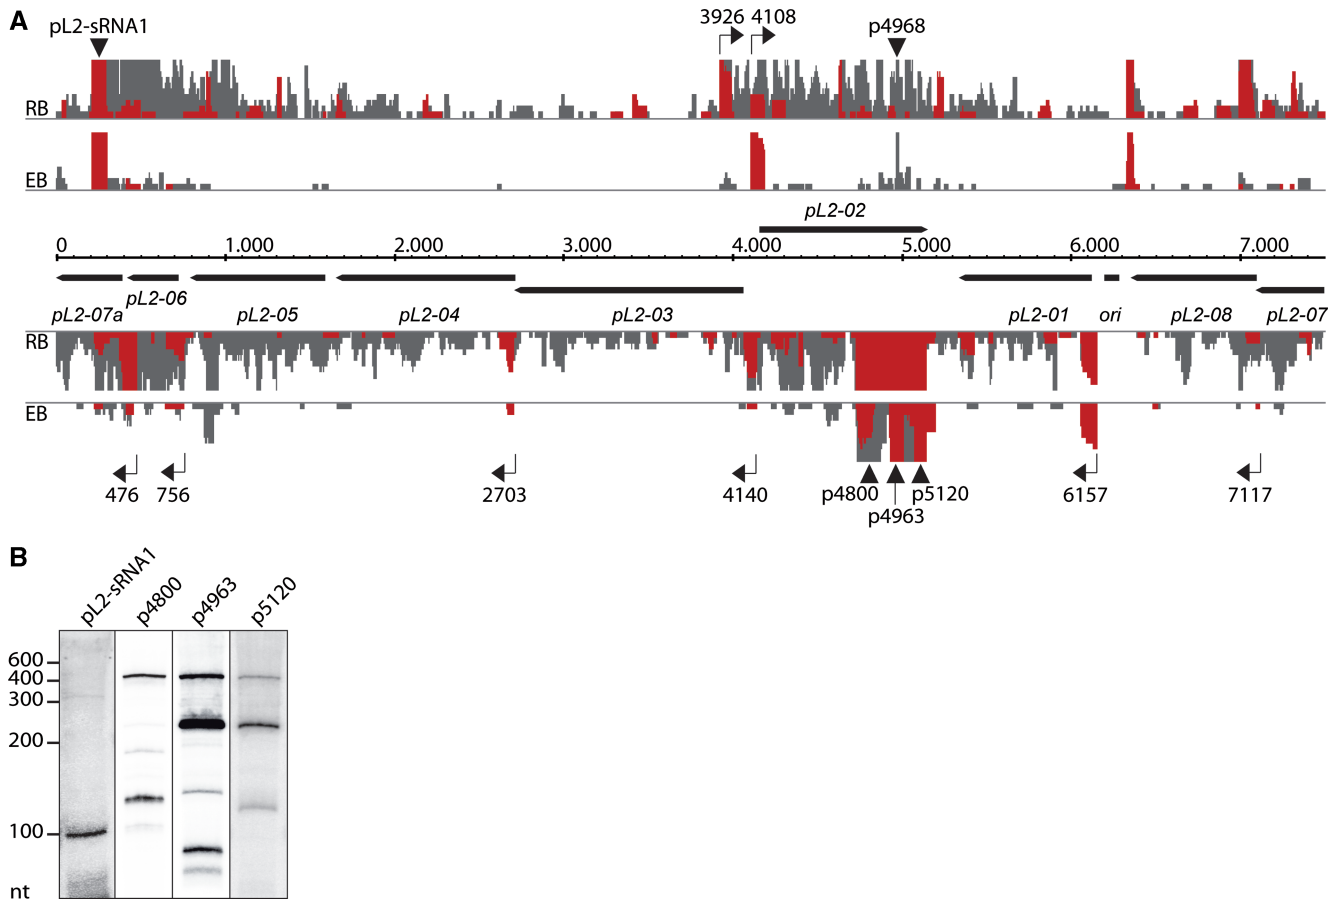 A
pL2-sRNA1
3926
4108
p4968
RB
EB
pL2-02
0 1.000 2.000 3.000 4.000 5.000 6.000 7.000
pL2-06
pL2-07a pL2-05 pL2-04 pL2-03 pL2-01 ori pL2-08 pL2-07
RB
EB
476 756 2703 4140 p4800 p5120 6157 7117
p4963
B
pL2-sRNA1 p4800 p4963 p5120
600
400
300
200
100
nt